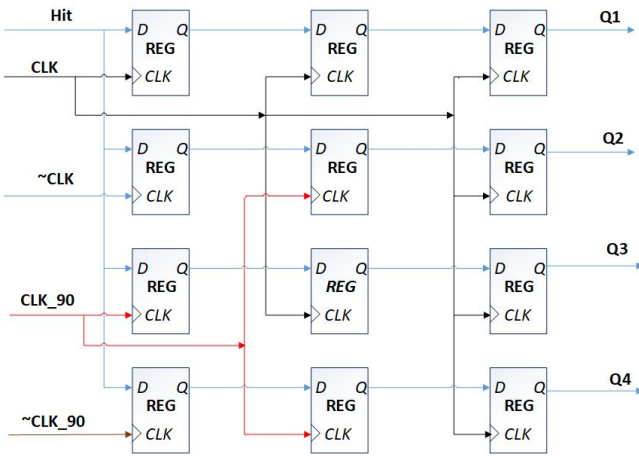 Hit
D Q D Q D Q Q1
REG REG REG
CLK
CLK CLK CLK
D Q D Q D Q Q2
REG REG REG
~CLK
CLK CLK CLK
D Q D Q D Q Q3
REG REG REG
CLK_90
CLK CLK CLK
D Q D Q D Q Q4
REG REG REG
~CLK_90
CLK CLK CLK